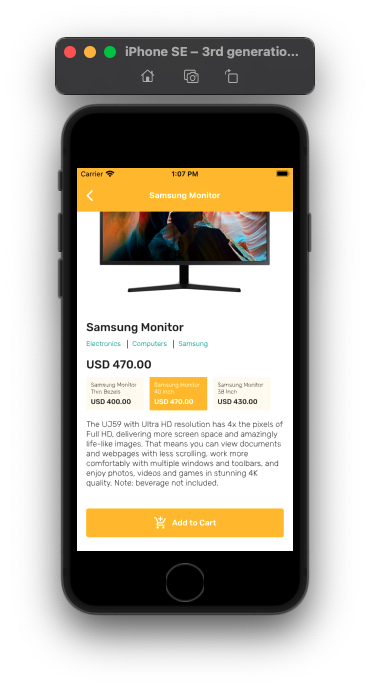 iPhone SE – 3rd generatio...
Carrier
1:07 PM
Samsung Monitor
Samsung Monitor
Electronics | Computers | Samsung
USD 470.00
Samsung Monitor
Thin Bezels
USD 400.00
Samsung Monitor
40 Inch
USD 470.00
Samsung Monitor
38 Inch
USD 430.00
The UJ59 with Ultra HD resolution has 4x the pixels of
Full HD, delivering more screen space and amazingly
life-like images. That means you can view documents
and webpages with less scrolling, work more
comfortably with multiple windows and toolbars, and
enjoy photos, videos and games in stunning 4K
quality. Note: beverage not included.
Add to Cart